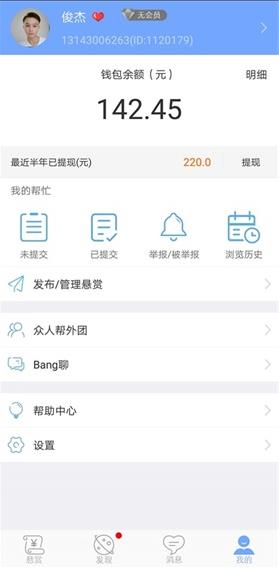 俊杰 无会员
13143006263(ID:1120179)
钱包余额（元） 明细
142.45
最近半年已提现(元) 220.0 提现
我的帮忙
未提交 已提交 举报/被举报 浏览历史
发布/管理悬赏
众人帮外团
Bang聊
帮助中心
设置
悬赏 发现 消息 我的